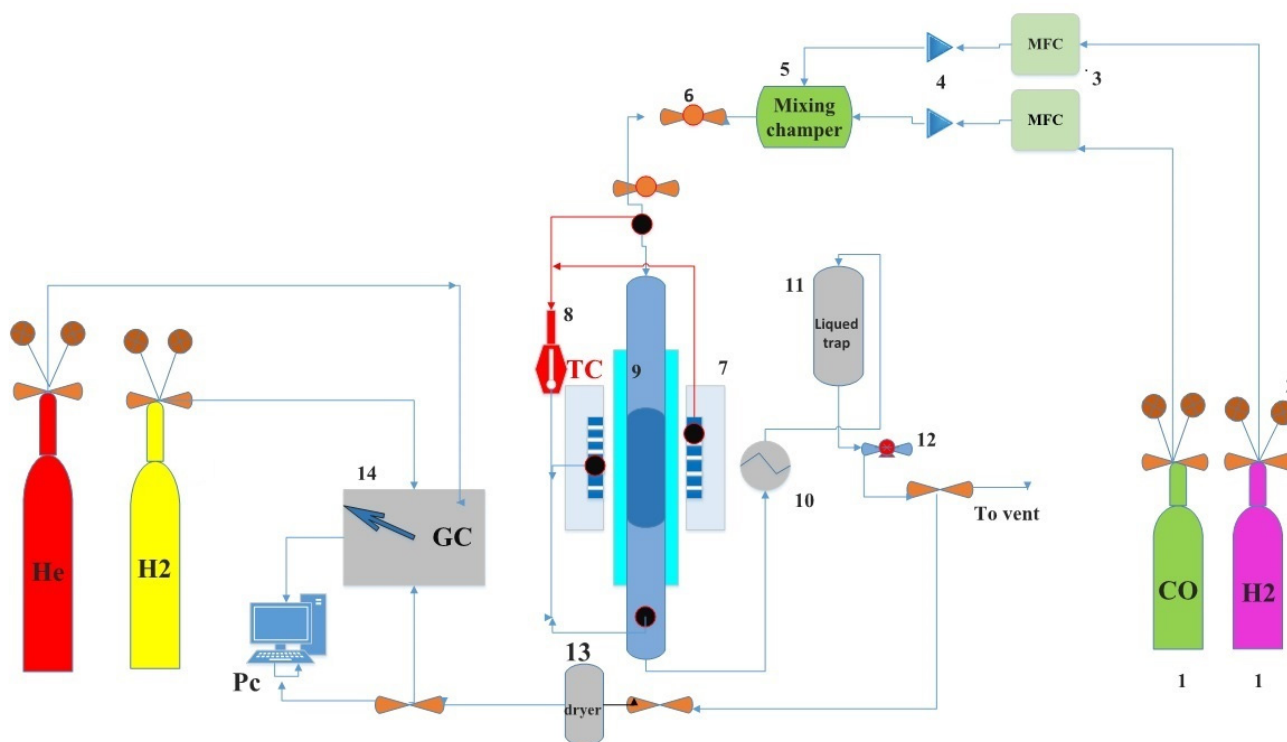 MFC
3
4
5
6
Mixing
champer
MFC
11
Liqued
trap
8
TC
9
7
12
10
To vent
14
GC
He
H2
CO
H2
Pc
13
dryer
1
1